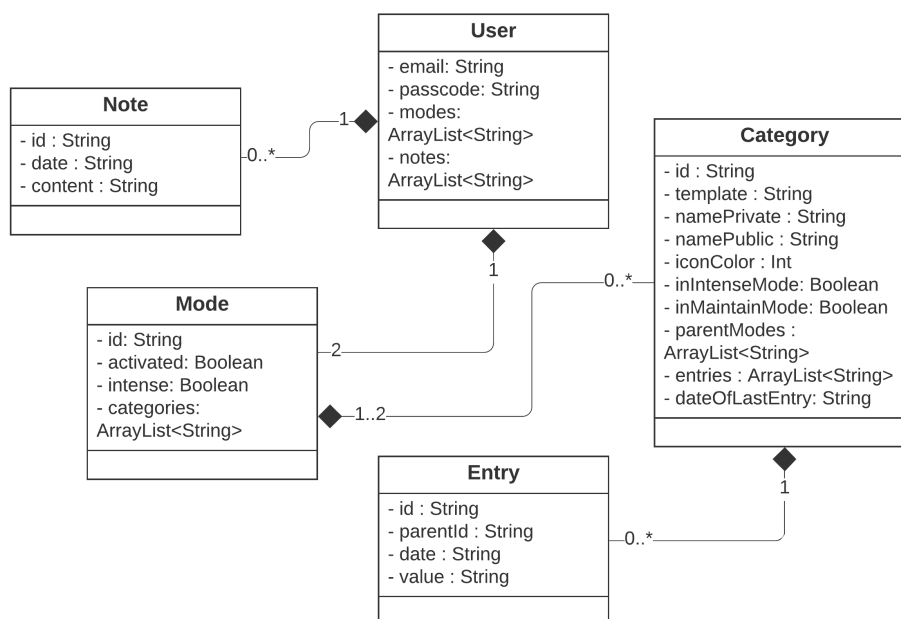 User
- email: String
- passcode: String
- modes:
ArrayList<String>
- notes:
ArrayList<String>
Note
- id : String
- date : String
- content : String
1
0..*
Category
- id : String
- template : String
- namePrivate : String
- namePublic : String
- iconColor : Int
- inIntenseMode: Boolean
- inMaintainMode: Boolean
- parentModes :
ArrayList<String>
- entries : ArrayList<String>
- dateOfLastEntry: String
1
0..*
Mode
- id: String
- activated: Boolean
- intense: Boolean
- categories:
ArrayList<String>
2
1..2
Entry
- id : String
- parentId : String
- date : String
- value : String
1
0..*